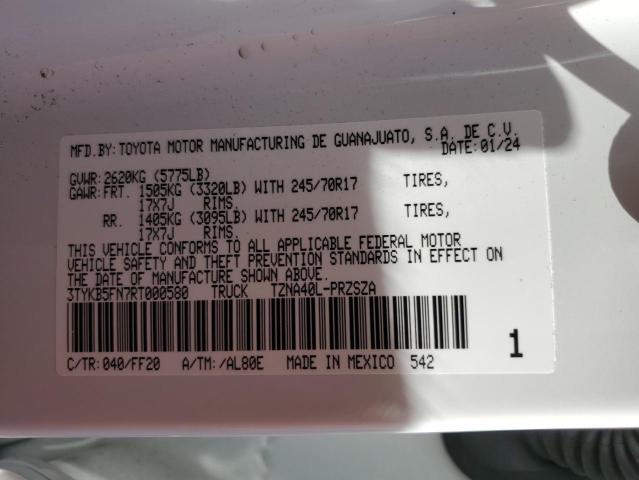 MFD.BY:TOYOTA MOTOR MANUFACTURING DE GUANAJUATO, S.A. DE C.V.
DATE:01/24
GVWR:2620KG (5775LB)
GAWR:FRT. 1505KG (3320LB) WITH 245/70R17 TIRES,
17X7J RIMS.
RR. 1405KG (3095LB) WITH 245/70R17 TIRES,
17X7J RIMS.
THIS VEHICLE CONFORMS TO ALL APPLICABLE FEDERAL MOTOR
VEHICLE SAFETY AND THEFT PREVENTION STANDARDS IN EFFECT ON
THE DATE OF MANUFACTURE SHOWN ABOVE.
3TYKB5FN7RT000580 TRUCK TZNA40L-PRZSZA
C/TR:040/FF20 A/TM:/AL80E MADE IN MEXICO 542
1